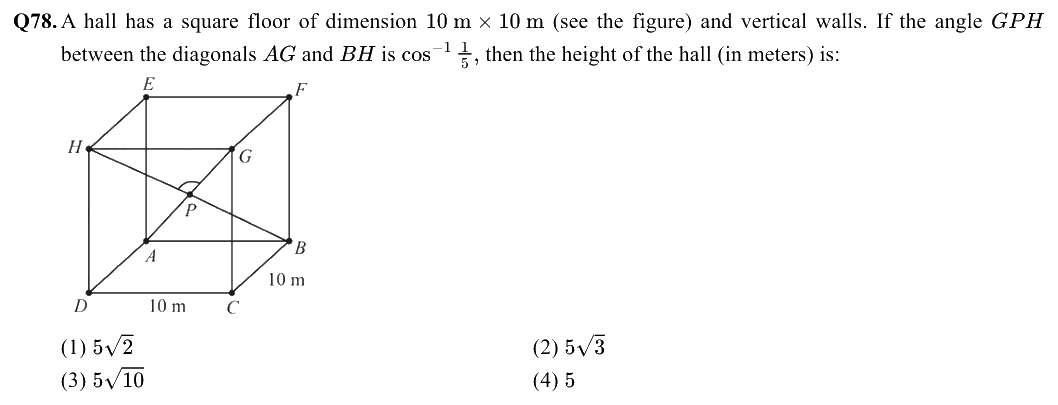 Q78. A hall has a square floor of dimension 10 m × 10 m (see the figure) and vertical walls. If the angle GPH
between the diagonals AG and BH is cos⁻¹ 1/5, then the height of the hall (in meters) is:
E
F
H
G
P
A
B
10 m
D
10 m
C
(1) 5√2
(2) 5√3
(3) 5√10
(4) 5